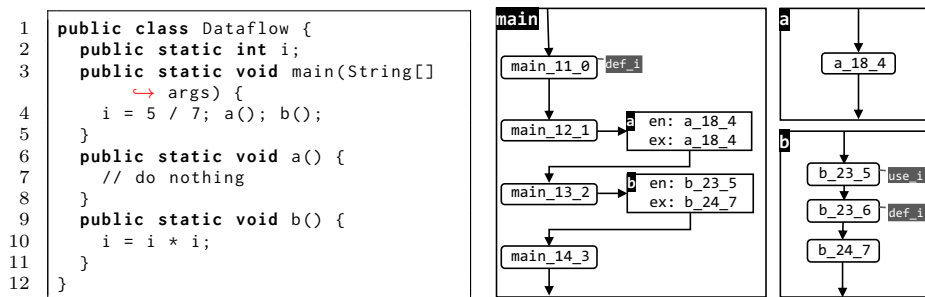 1 public class Dataflow {
2 public static int i;
3 public static void main(String[]
↪ args) {
4 i = 5 / 7; a(); b();
5 }
6 public static void a() {
7 // do nothing
8 }
9 public static void b() {
10 i = i * i;
11 }
12 }
main
main_11_0
def_i
main_12_1
a
en: a_18_4
ex: a_18_4
main_13_2
b
en: b_23_5
ex: b_24_7
main_14_3
a
a_18_4
b
b_23_5
use_i
b_23_6
def_i
b_24_7